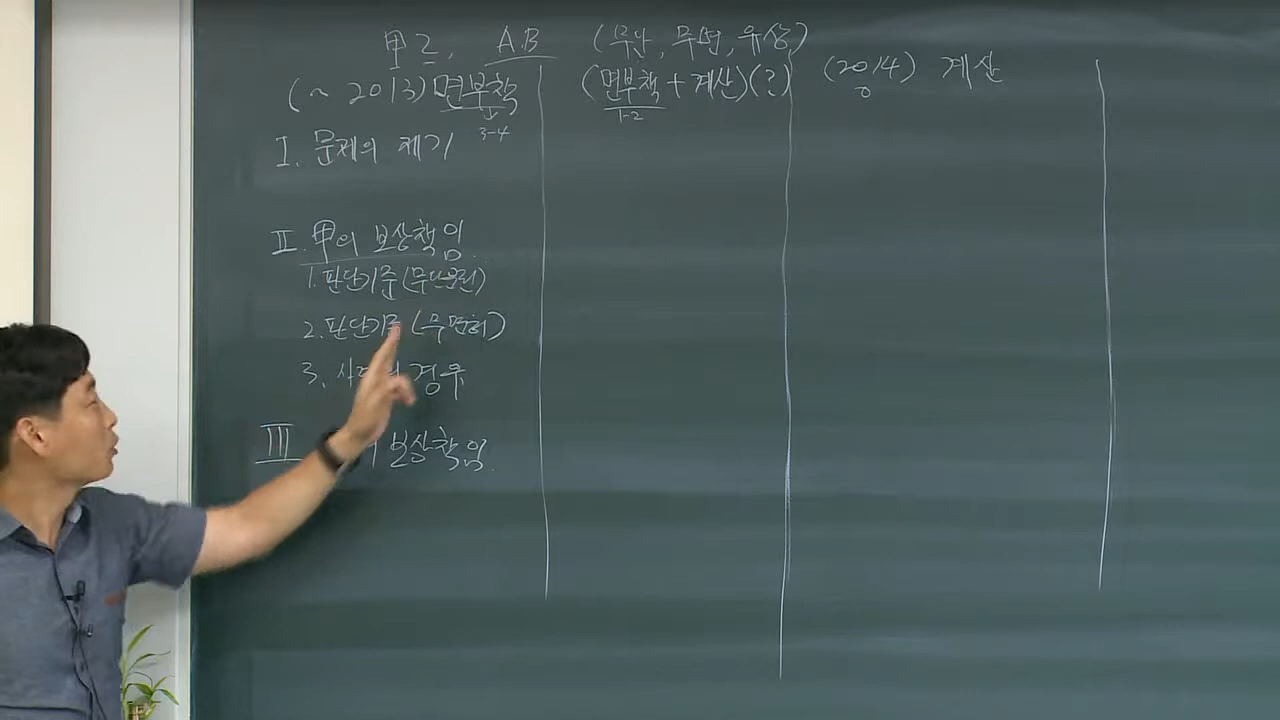 甲 2, A.B (무단, 무면, 유상)
(~2013) 면부책 (면부책 + 계산)(?) (2014) 계산
3-4 1-2
I. 문제의 제기
II. 甲의 보상책임
1. 판단기준(무단운전)
2. 판단기준(무면허)
3. 경우
III 보상책임